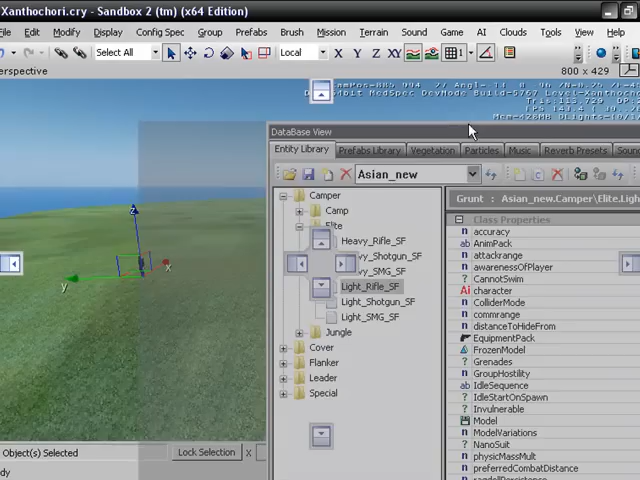 Xanthochori.cry - Sandbox 2 (tm) (x64 Edition)
File Edit Modify Display Config Spec Group Prefabs Brush Mission Terrain Sound Game AI Clouds Tools View Custom
Select All Local X Y Z XY 1
erspective 800 x 429
DataBase View
Entity Library Prefabs Library Vegetation Particles Music Reverb Presets
Asian_new
Camper
Camp
Elite
Heavy_Rifle_SF
Light_Rifle_SF
Light_Shotgun_SF
Light_SMG_SF
Jungle
Cover
Flanker
Leader
Special
Grunt : Asian_new.Camper\Elite.Ligh
Class Properties
accuracy
AnimPack
attackrange
awarenessOfPlayer
CannotSwim
character
ColliderMode
commrange
distanceToHideFrom
EquipmentPack
FrozenModel
Grenades
GroupHostility
IdleSequence
IdleStartOnSpawn
Invulnerable
Model
ModelVariations
NanoSuit
physicMassMult
preferredCombatDistance
z
x
y
Object(s) Selected Lock Selection X